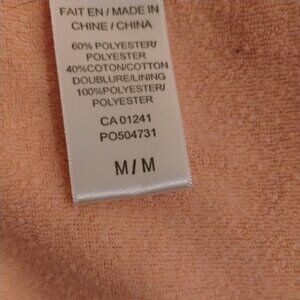 FAIT EN / MADE IN
CHINE / CHINA
60% POLYESTER/
POLYESTER
40%COTON/COTTON
DOUBLURE/LINING
100%POLYESTER/
POLYESTER
CA 01241
PO504731
M / M